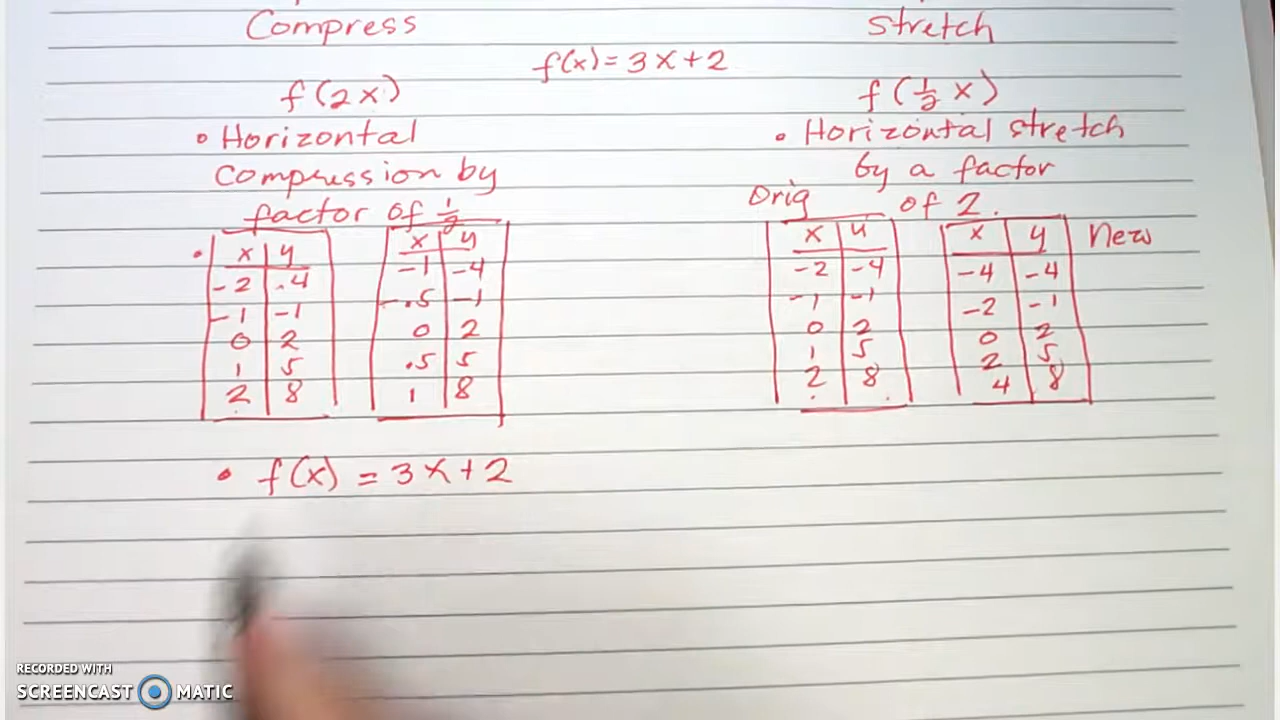 Compress
Stretch
f(x) = 3x+2
f(2x)
f(½x)
• Horizontal
Compression by
factor of ½
• Horizontal stretch
by a factor
of 2.
• x y
-2 -4
-1 -1
0 2
1 5
2 8
x y
-1 -4
-.5 -1
0 2
.5 5
1 8
Orig
x y
-2 -4
-1 -1
0 2
1 5
2 8
New
x y
-4 -4
-2 -1
0 2
2 5
4 8
• f(x) = 3x+2
RECORDED WITH
SCREENCAST MATIC